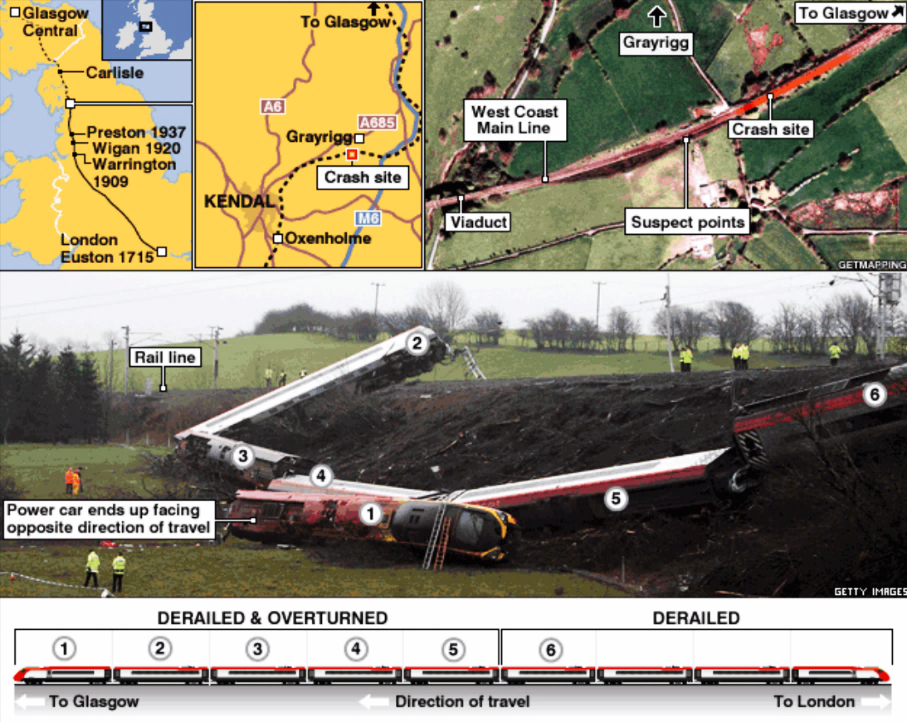 Glasgow
Central
Carlisle
Preston 1937
Wigan 1920
Warrington
1909
London
Euston 1715
To Glasgow
A6
A685
Grayrigg
Crash site
KENDAL
M6
Oxenholme
To Glasgow
Grayrigg
West Coast
Main Line
Crash site
Viaduct
Suspect points
GETMAPPING
Rail line
2
6
3
4
5
1
Power car ends up facing
opposite direction of travel
GETTY IMAGES
DERAILED & OVERTURNED
DERAILED
1
2
3
4
5
6
To Glasgow
Direction of travel
To London